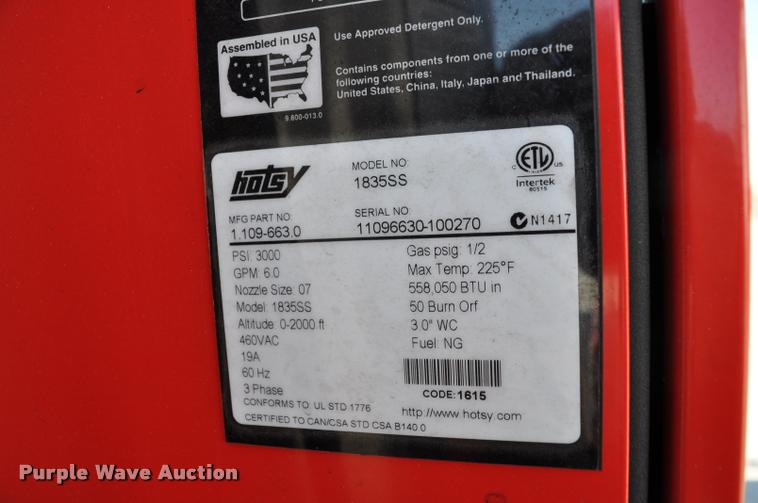 Use Approved Detergent Only.
Assembled in USA
Contains components from one or more of the
following countries:
United States, China, Italy, Japan and Thailand.
9.800-013.0
hotsy
MODEL NO:
1835SS
C ETL US
Intertek
MFG PART NO:
1.109-663.0
SERIAL NO:
11096630-100270
N1417
PSI: 3000
GPM: 6.0
Nozzle Size: 07
Model: 1835SS
Altitude: 0-2000 ft
460VAC
19A
60 Hz
3 Phase
Gas psig: 1/2
Max Temp: 225°F
558,050 BTU in
50 Burn Orf
3.0" WC
Fuel: NG
CODE:1615
CONFORMS TO: UL STD 1776
CERTIFIED TO CAN/CSA STD CSA B140.0
http://www.hotsy.com
Purple Wave Auction